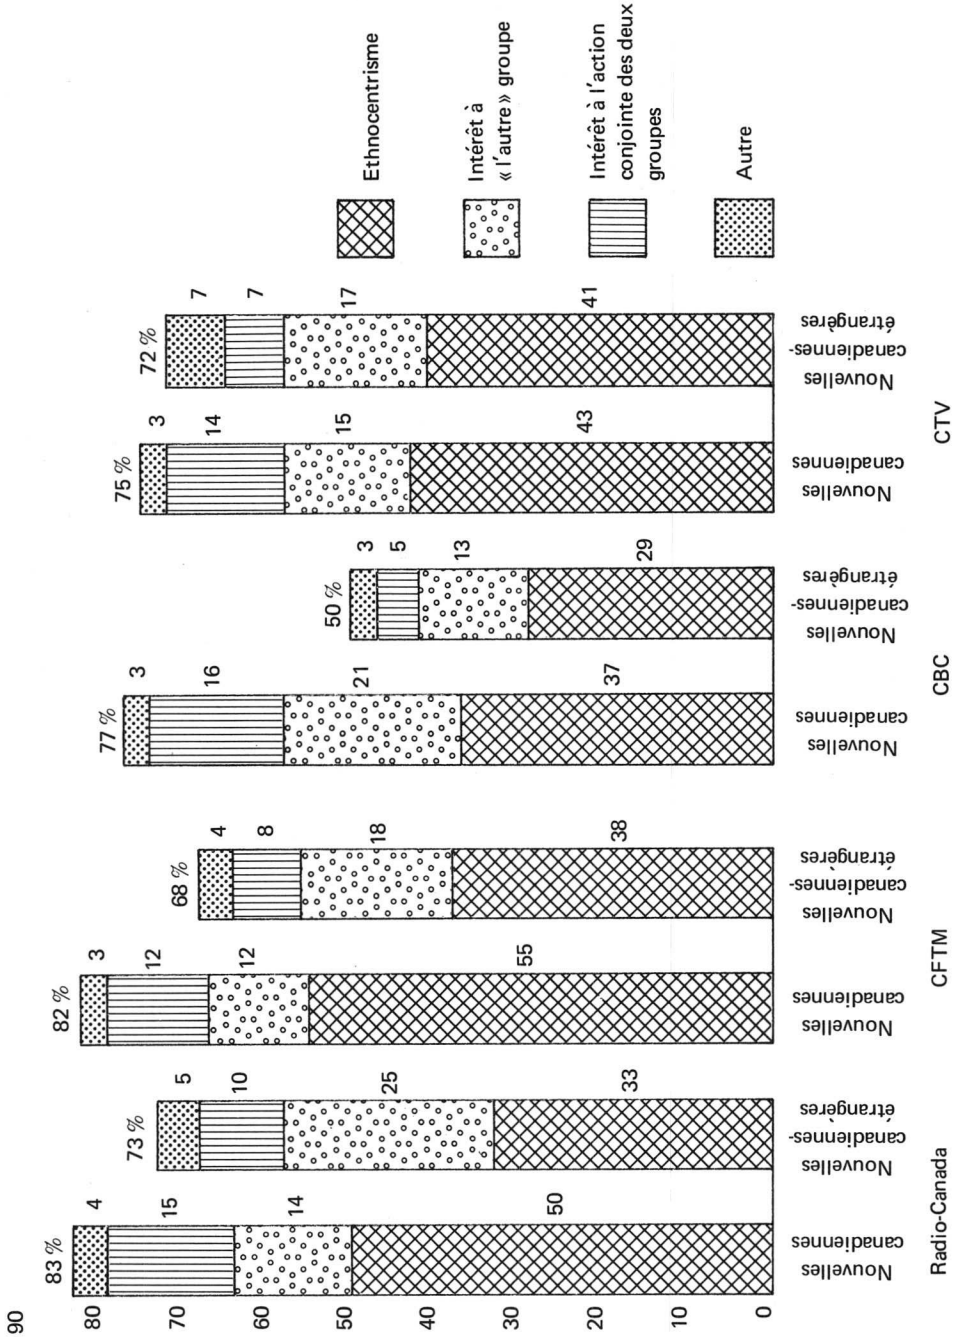 90
80
70
60
50
40
30
20
10
0
83 %
4
15
14
50
Nouvelles
canadiennes
73 %
5
10
25
33
Nouvelles
canadiennes-
étrangères
Radio-Canada
82 %
3
12
12
55
Nouvelles
canadiennes
68 %
4
8
18
38
Nouvelles
canadiennes-
étrangères
CFTM
77 %
3
16
21
37
Nouvelles
canadiennes
50 %
3
5
13
29
Nouvelles
canadiennes-
étrangères
CBC
75 %
3
14
15
43
Nouvelles
canadiennes
72 %
7
7
17
41
Nouvelles
canadiennes-
étrangères
CTV
Ethnocentrisme
Intérêt à
« l'autre » groupe
Intérêt à l'action
conjointe des deux
groupes
Autre